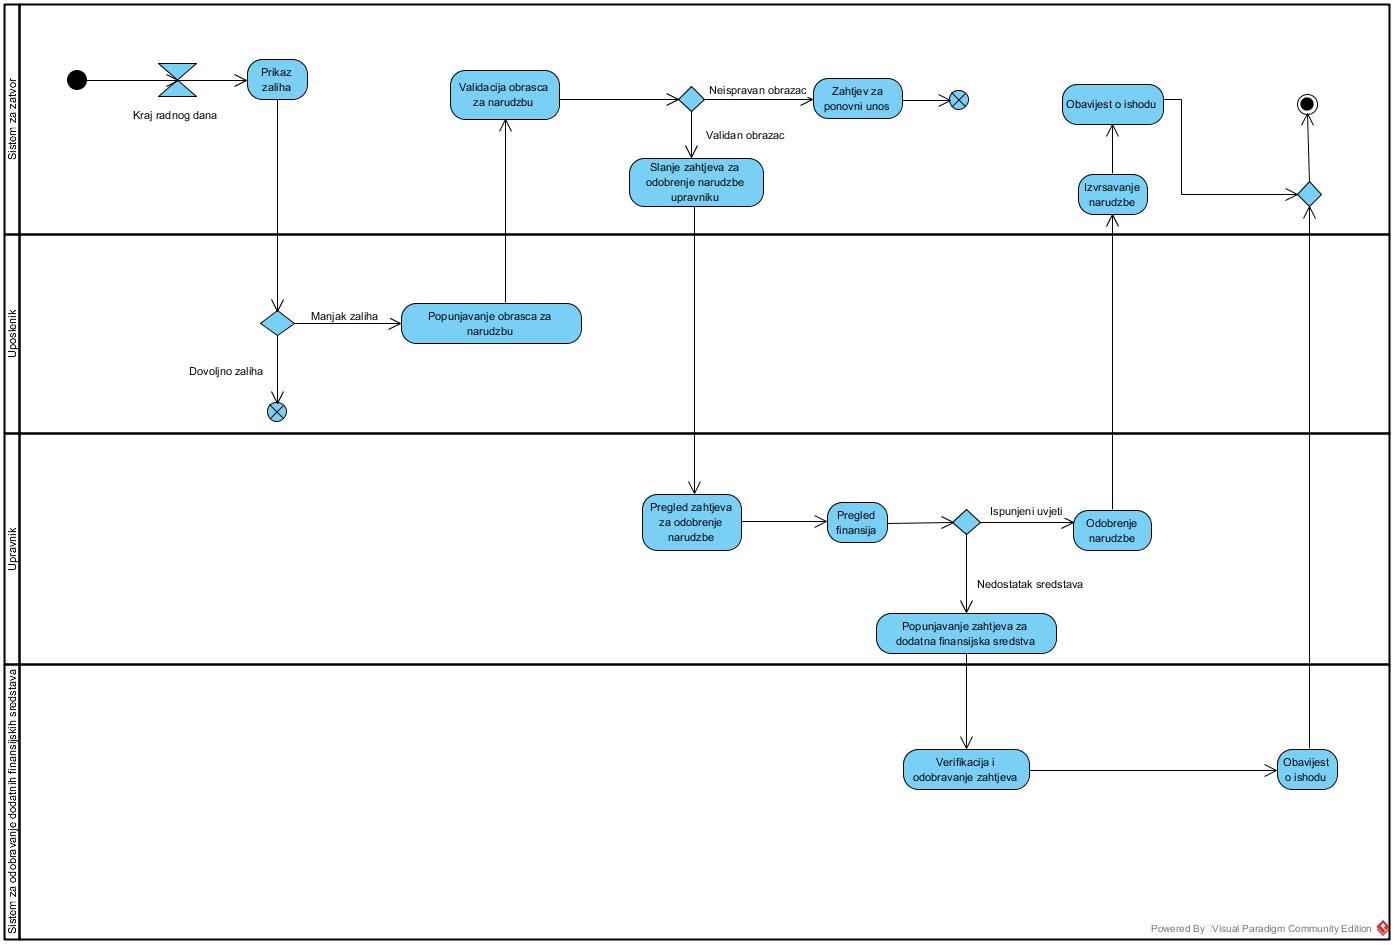 Sistem za zatvor
Kraj radnog dana
Prikaz
zaliha
Validacija obrasca
za narudzbu
Neispravan obrazac
Zahtjev za
ponovni unos
Validan obrazac
Slanje zahtjeva za
odobrenje narudzbe
upravniku
Obavijest o ishodu
Izvrsavanje
narudzbe
Uposlenik
Manjak zaliha
Popunjavanje obrasca za
narudzbu
Dovoljno zaliha
Upravnik
Pregled zahtjeva
za odobrenje
narudzbe
Pregled
finansija
Ispunjeni uvjeti
Odobrenje
narudzbe
Nedostatak sredstava
Popunjavanje zahtjeva za
dodatna finansijska sredstva
Sistem za odobravanje dodatnih finansijskih sredstava
Verifikacija i
odobravanje zahtjeva
Obavijest
o ishodu
Powered By Visual Paradigm Community Edition